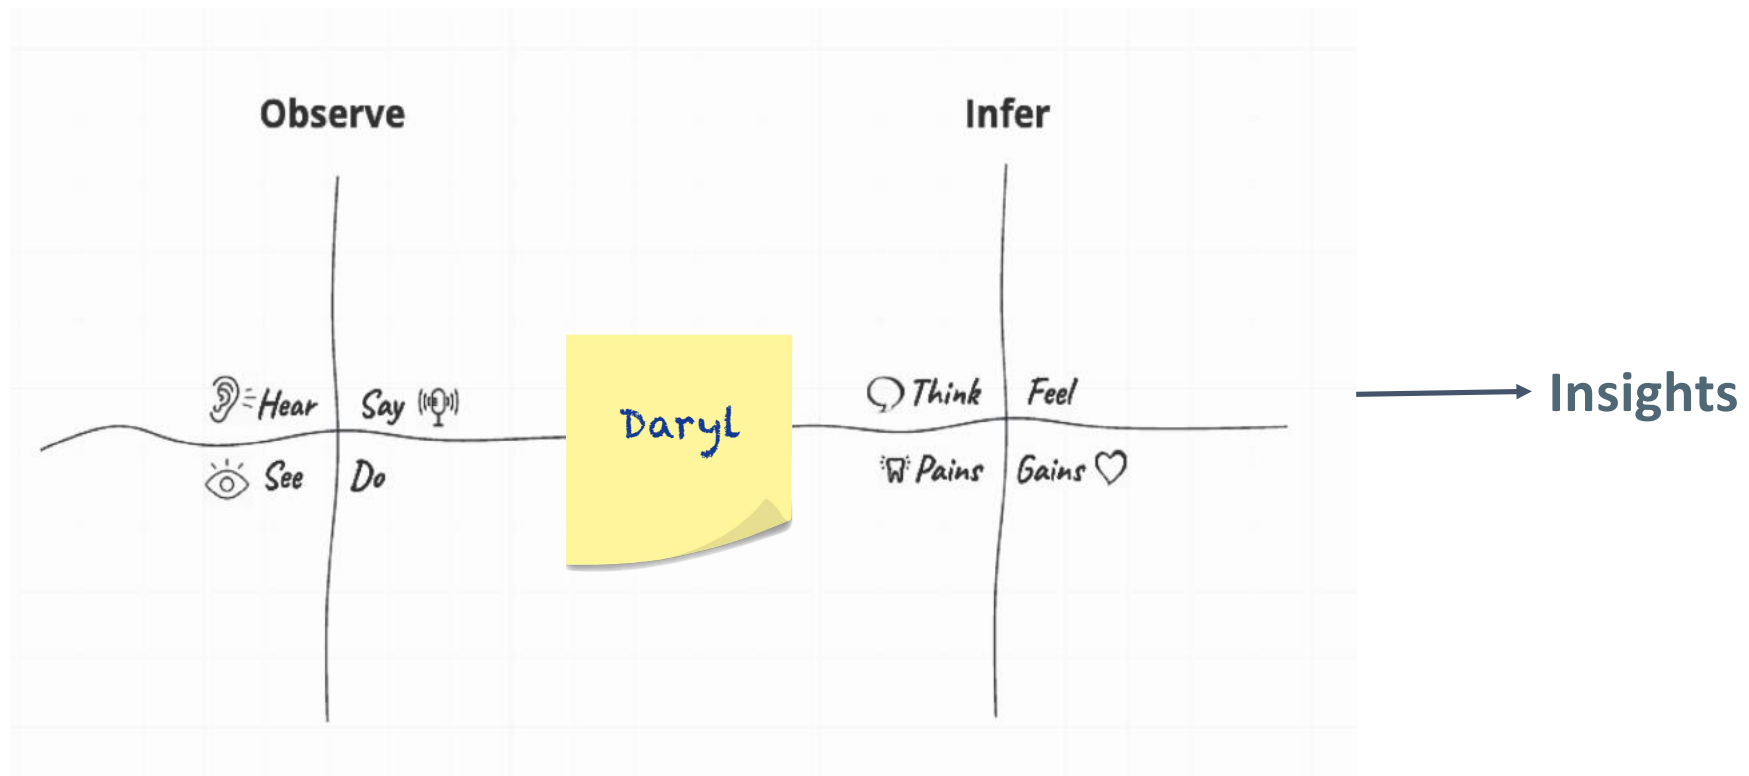 Observe
Infer
Hear
Say
See
Do
Daryl
Think
Feel
Pains
Gains
Insights